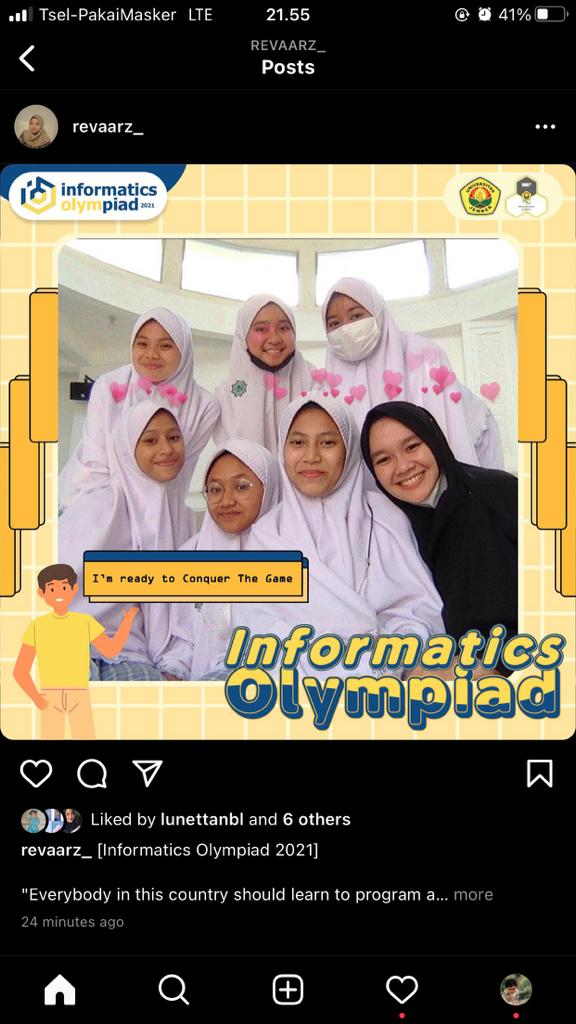 Tsel-PakaiMasker LTE 21.55 41%
REVAARZ_
Posts
revaarz_
informatics
olympiad 2021
UNIVERSITAS
JEMBER
I'm ready to Conquer The Game
Informatics
Olympiad
Liked by lunettanbl and 6 others
revaarz_ [Informatics Olympiad 2021]
"Everybody in this country should learn to program a... more
24 minutes ago